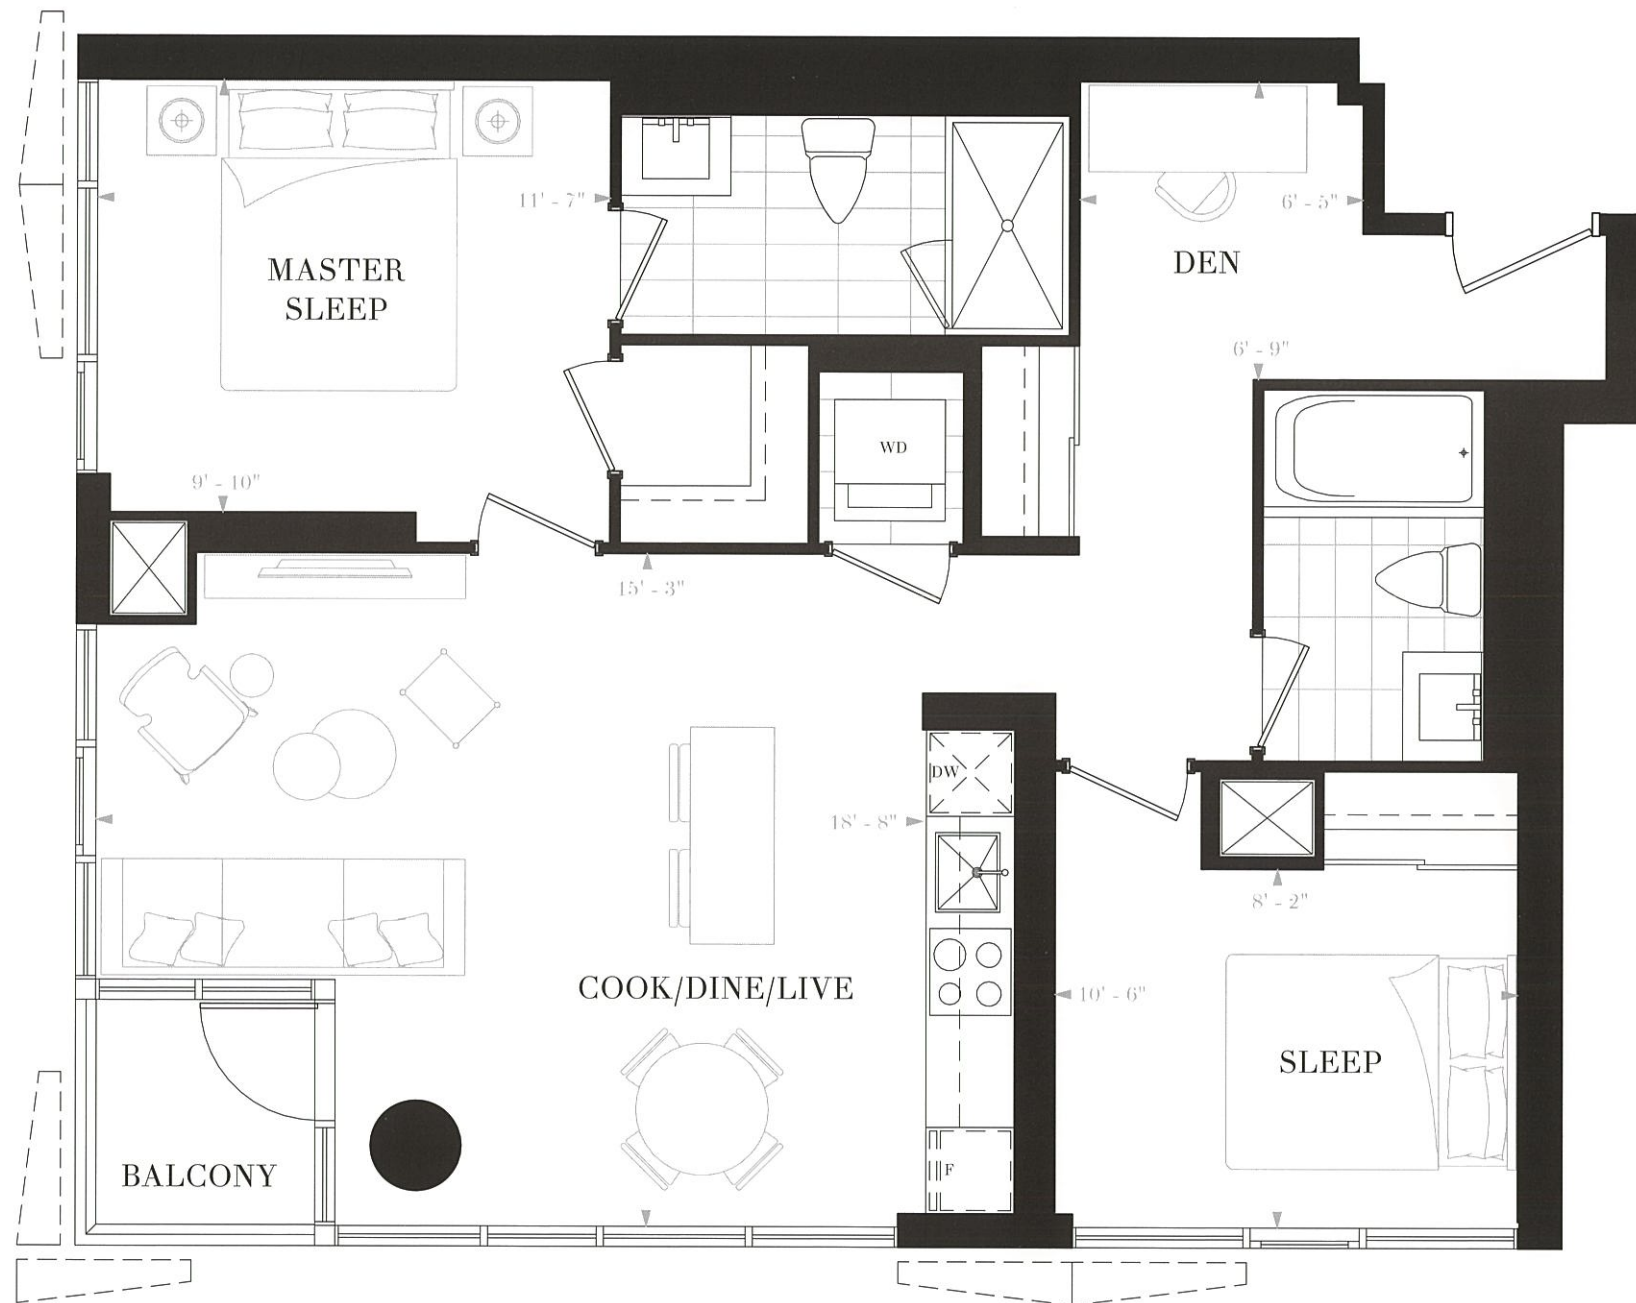 11' - 7"
6' - 5"
MASTER
SLEEP
DEN
6' - 9"
WD
9' - 10"
15' - 3"
DW
18' - 8"
8' - 2"
COOK/DINE/LIVE
10' - 6"
SLEEP
BALCONY
F